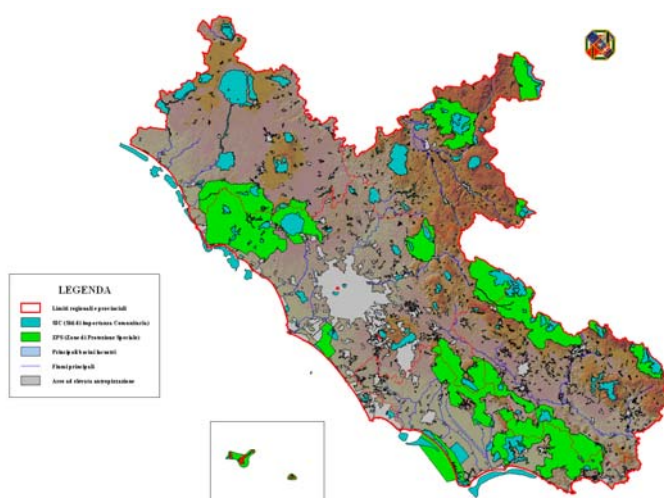 LEGENDA
Limiti regionali e provinciali
SIC (Siti di importanza Comunitaria)
ZPS (Zone di Protezione Speciale)
Principali bacini lacustri
Fiumi principali
Aree ad elevata antropizzazione